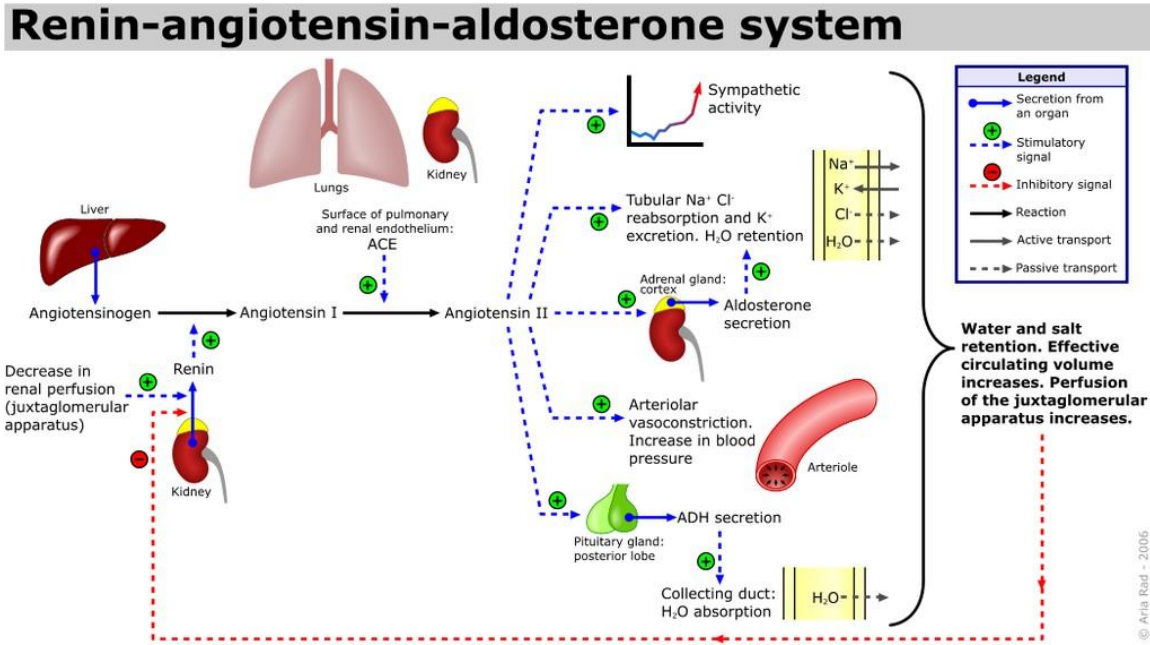 Renin-angiotensin-aldosterone system
Lungs
Kidney
Liver
Surface of pulmonary
and renal endothelium:
ACE
Angiotensinogen
Angiotensin I
Angiotensin II
Renin
Decrease in
renal perfusion
(juxtaglomerular
apparatus)
Kidney
Sympathetic
activity
Tubular Na⁺ Cl⁻
reabsorption and K⁺
excretion. H₂O retention
Adrenal gland:
cortex
Aldosterone
secretion
Arteriolar
vasoconstriction.
Increase in blood
pressure
Arteriole
Pituitary gland:
posterior lobe
ADH secretion
Collecting duct:
H₂O absorption
H₂O
Na⁺
K⁺
Cl⁻
H₂O
Legend
Secretion from
an organ
Stimulatory
signal
Inhibitory signal
Reaction
Active transport
Passive transport
Water and salt
retention. Effective
circulating volume
increases. Perfusion
of the juxtaglomerular
apparatus increases.
© Aria Rad - 2006